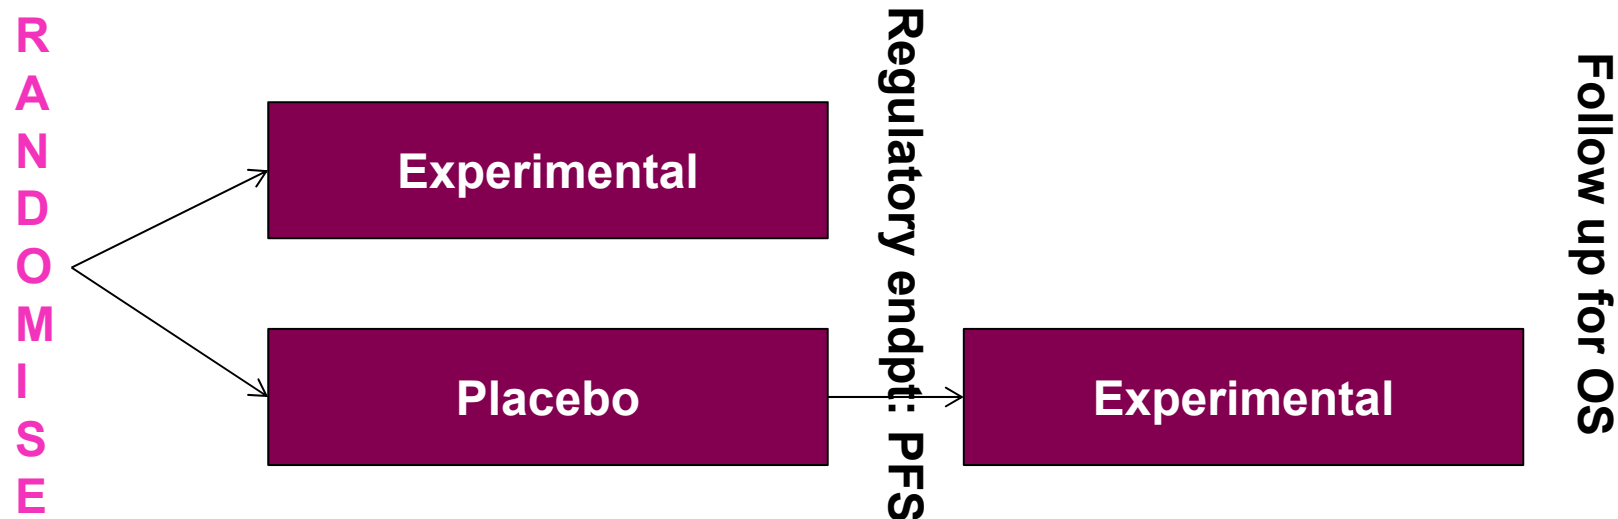 RANDOMISE
Experimental
Placebo
Regulatory endpt: PFS
Experimental
Follow up for OS